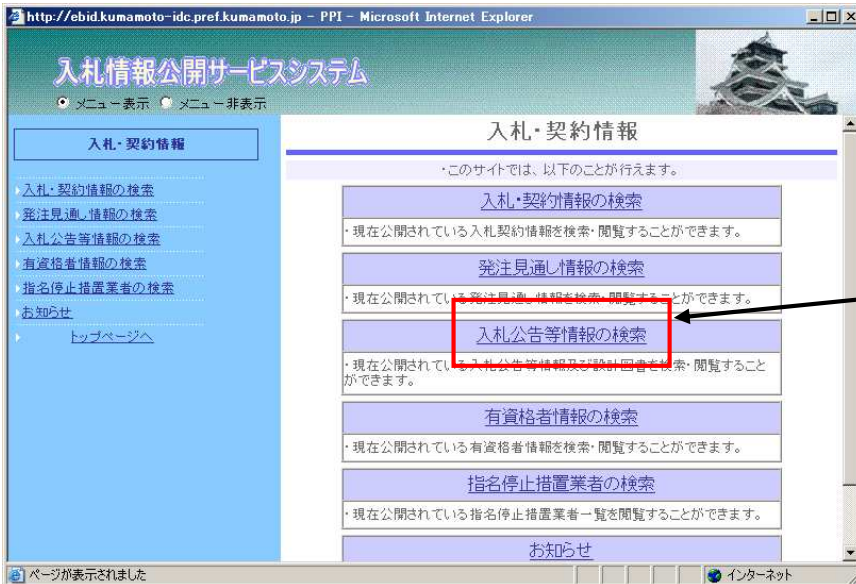 http://ebid.kumamoto-idc.pref.kumamoto.jp - PPI - Microsoft Internet Explorer
入札情報公開サービスシステム
メニュー表示 メニュー非表示
入札・契約情報
入札・契約情報の検索
発注見通し情報の検索
入札公告等情報の検索
有資格者情報の検索
指名停止措置業者の検索
お知らせ
トップページへ
入札・契約情報
・このサイトでは、以下のことが行えます。
入札・契約情報の検索
・現在公開されている入札契約情報を検索・閲覧することができます。
発注見通し情報の検索
・現在公開されている発注見通し情報を検索・閲覧することができます。
入札公告等情報の検索
・現在公開されている入札公告等情報及び設計図書を検索・閲覧すること
ができます。
有資格者情報の検索
・現在公開されている有資格者情報を検索・閲覧することができます。
指名停止措置業者の検索
・現在公開されている指名停止措置業者一覧を閲覧することができます。
お知らせ
ページが表示されました
インターネット